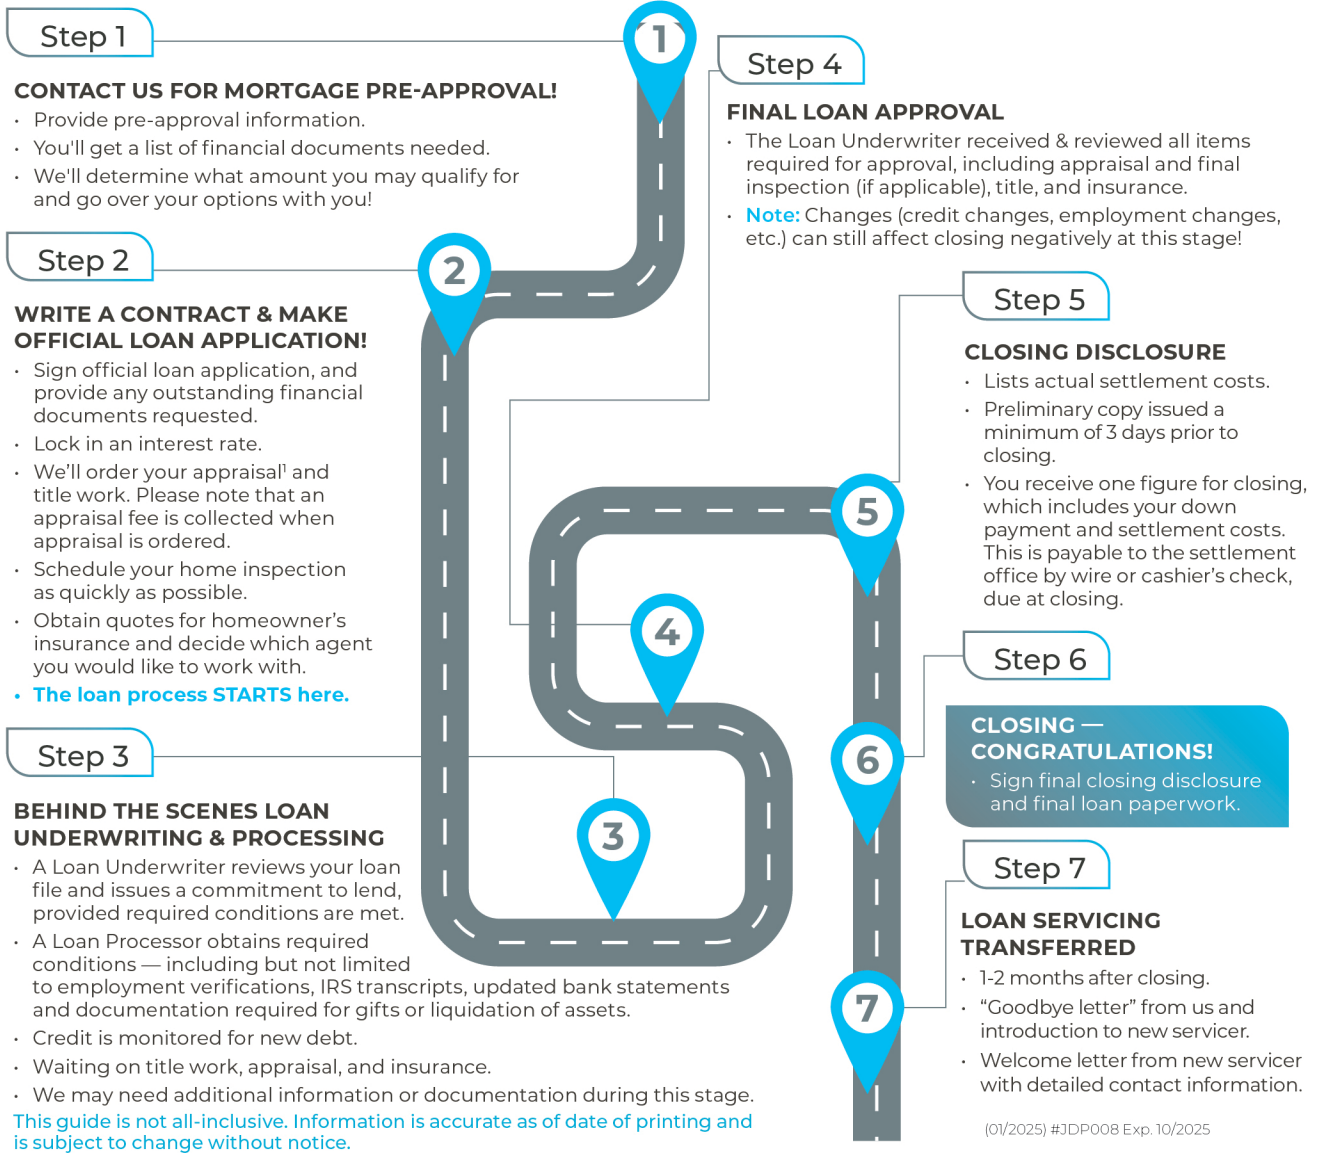 Step 1
1
CONTACT US FOR MORTGAGE PRE-APPROVAL!
• Provide pre-approval information.
• You'll get a list of financial documents needed.
• We'll determine what amount you may qualify for
and go over your options with you!
Step 2
2
WRITE A CONTRACT & MAKE
OFFICIAL LOAN APPLICATION!
• Sign official loan application, and
provide any outstanding financial
documents requested.
• Lock in an interest rate.
• We’ll order your appraisal¹ and
title work. Please note that an
appraisal fee is collected when
appraisal is ordered.
• Schedule your home inspection
as quickly as possible.
• Obtain quotes for homeowner’s
insurance and decide which agent
you would like to work with.
• The loan process STARTS here.
Step 3
3
BEHIND THE SCENES LOAN
UNDERWRITING & PROCESSING
• A Loan Underwriter reviews your loan
file and issues a commitment to lend,
provided required conditions are met.
• A Loan Processor obtains required
conditions — including but not limited
to employment verifications, IRS transcripts, updated bank statements
and documentation required for gifts or liquidation of assets.
• Credit is monitored for new debt.
• Waiting on title work, appraisal, and insurance.
• We may need additional information or documentation during this stage.
This guide is not all-inclusive. Information is accurate as of date of printing and
is subject to change without notice.
Step 4
4
FINAL LOAN APPROVAL
• The Loan Underwriter received & reviewed all items
required for approval, including appraisal and final
inspection (if applicable), title, and insurance.
• Note: Changes (credit changes, employment changes,
etc.) can still affect closing negatively at this stage!
Step 5
5
CLOSING DISCLOSURE
• Lists actual settlement costs.
• Preliminary copy issued a
minimum of 3 days prior to
closing.
• You receive one figure for closing,
which includes your down
payment and settlement costs.
This is payable to the settlement
office by wire or cashier’s check,
due at closing.
Step 6
6
CLOSING —
CONGRATULATIONS!
• Sign final closing disclosure
and final loan paperwork.
Step 7
7
LOAN SERVICING
TRANSFERRED
• 1-2 months after closing.
• “Goodbye letter” from us and
introduction to new servicer.
• Welcome letter from new servicer
with detailed contact information.
(01/2025) #JDP008 Exp. 10/2025